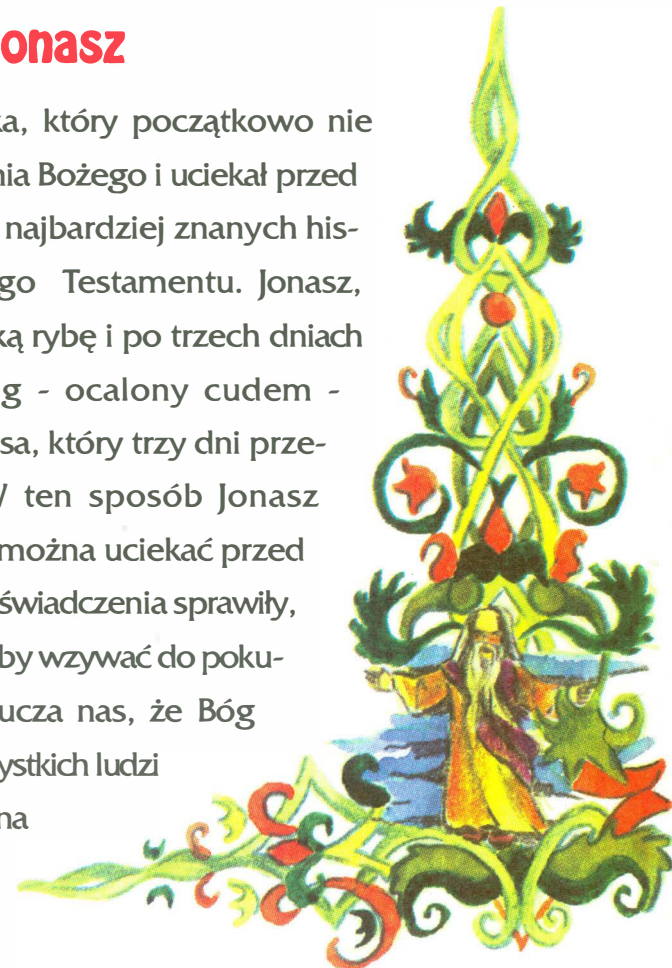 onasz
ka, który początkowo nie
nia Bożego i uciekał przed
najbardziej znanych his-
go Testamentu. Jonasz,
ką rybę i po trzech dniach
g - ocalony cudem -
sa, który trzy dni prze-
ten sposób Jonasz
można uciekać przed
świadczenia sprawiły,
by wzywać do poku-
ucza nas, że Bóg
ystkich ludzi
na